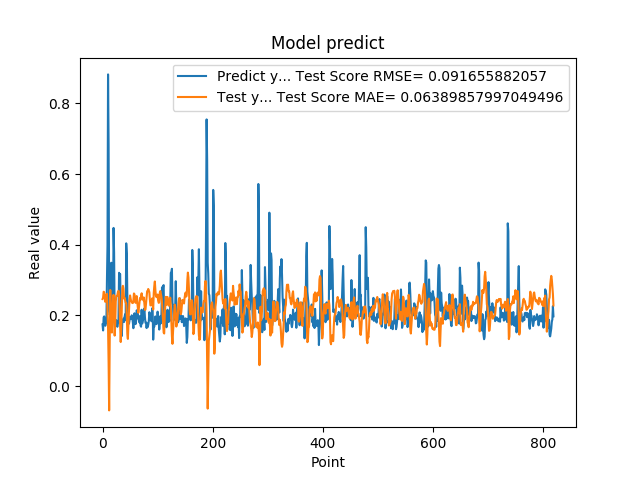 Model predict
Predict y... Test Score RMSE= 0.091655882057
Test y... Test Score MAE= 0.06389857997049496
Real value
0.8
0.6
0.4
0.2
0.0
0 200 400 600 800
Point